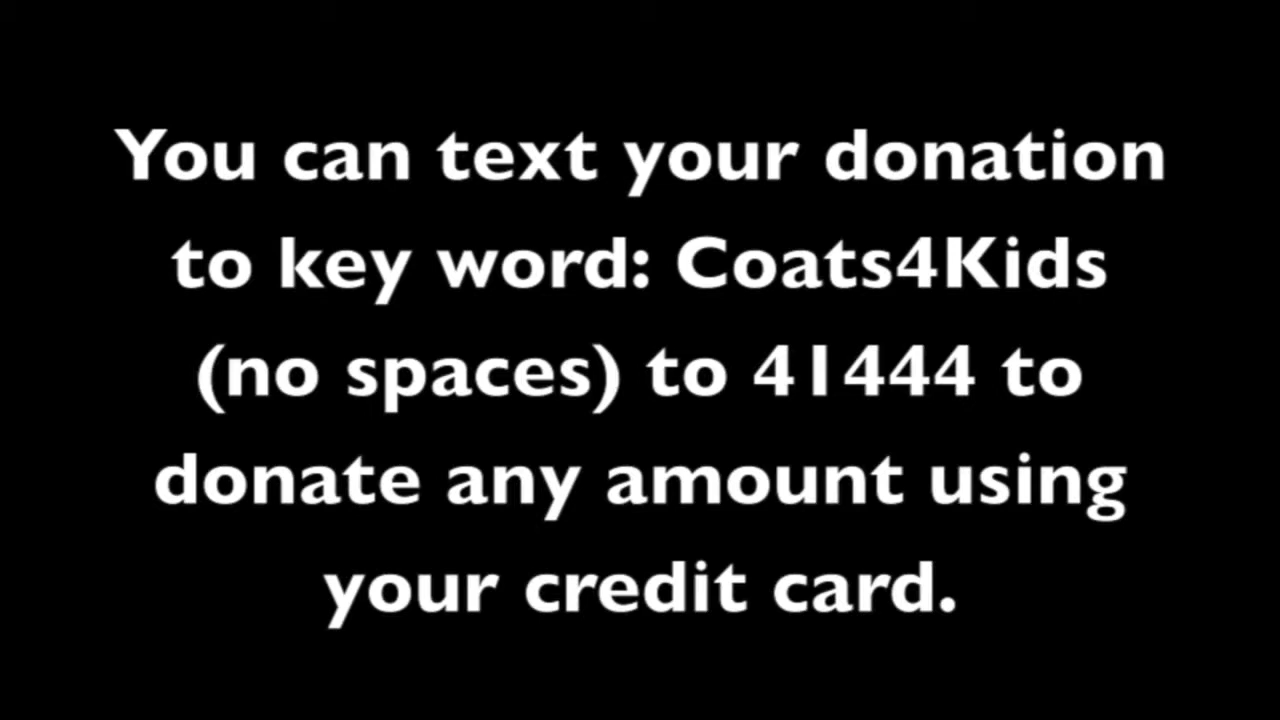 You can text your donation
to key word: Coats4Kids
(no spaces) to 41444 to
donate any amount using
your credit card.